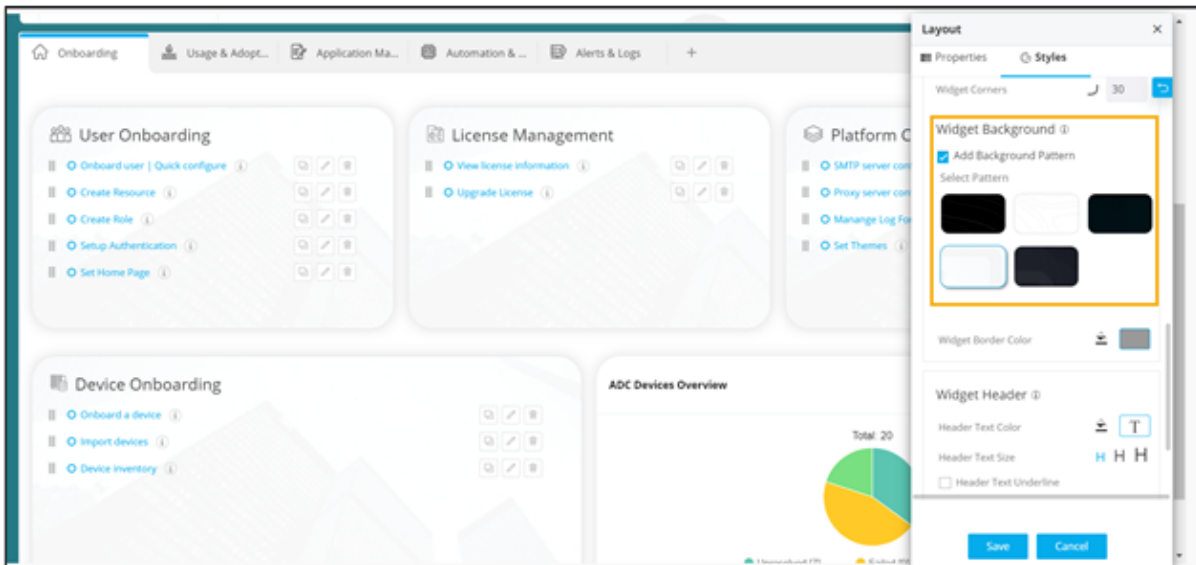 Onboarding
Usage & Adopt...
Application Ma...
Automation & ...
Alerts & Logs
+
User Onboarding
Onboard user | Quick configure
Create Resource
Create Role
Setup Authentication
Set Home Page
License Management
View license information
Upgrade License
Platform C
SMTP server con
Proxy server con
Manange Log Fo
Set Themes
Device Onboarding
Onboard a device
Import devices
Device inventory
ADC Devices Overview
Total: 20
Layout
Properties
Styles
Widget Corners
30
Widget Background
Add Background Pattern
Select Pattern
Widget Border Color
Widget Header
Header Text Color
T
Header Text Size
H H H
Header Text Underline
Save
Cancel